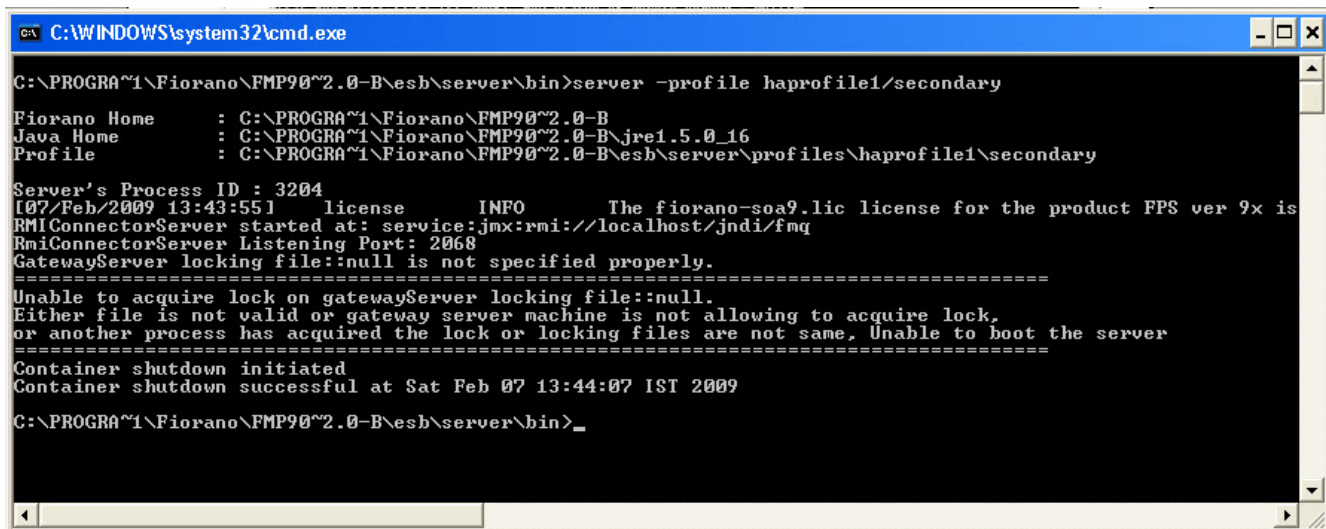 C:\WINDOWS\system32\cmd.exe
C:\PROGRA~1\Fiorano\FMP90~2.0-B\esb\server\bin>server -profile haprofile1/secondary
Fiorano Home : C:\PROGRA~1\Fiorano\FMP90~2.0-B
Java Home : C:\PROGRA~1\Fiorano\FMP90~2.0-B\jre1.5.0_16
Profile : C:\PROGRA~1\Fiorano\FMP90~2.0-B\esb\server\profiles\haprofile1\secondary
Server's Process ID : 3204
[07/Feb/2009 13:43:55] license INFO The fiorano-soa9.lic license for the product FPS ver 9x is
RMIConnectorServer started at: service:jmx:rmi://localhost/jndi/fmq
RmiConnectorServer Listening Port: 2068
GatewayServer locking file::null is not specified properly.
================================================================================
Unable to acquire lock on gatewayServer locking file::null.
Either file is not valid or gateway server machine is not allowing to acquire lock,
or another process has acquired the lock or locking files are not same, Unable to boot the server
================================================================================
Container shutdown initiated
Container shutdown successful at Sat Feb 07 13:44:07 IST 2009
C:\PROGRA~1\Fiorano\FMP90~2.0-B\esb\server\bin>_